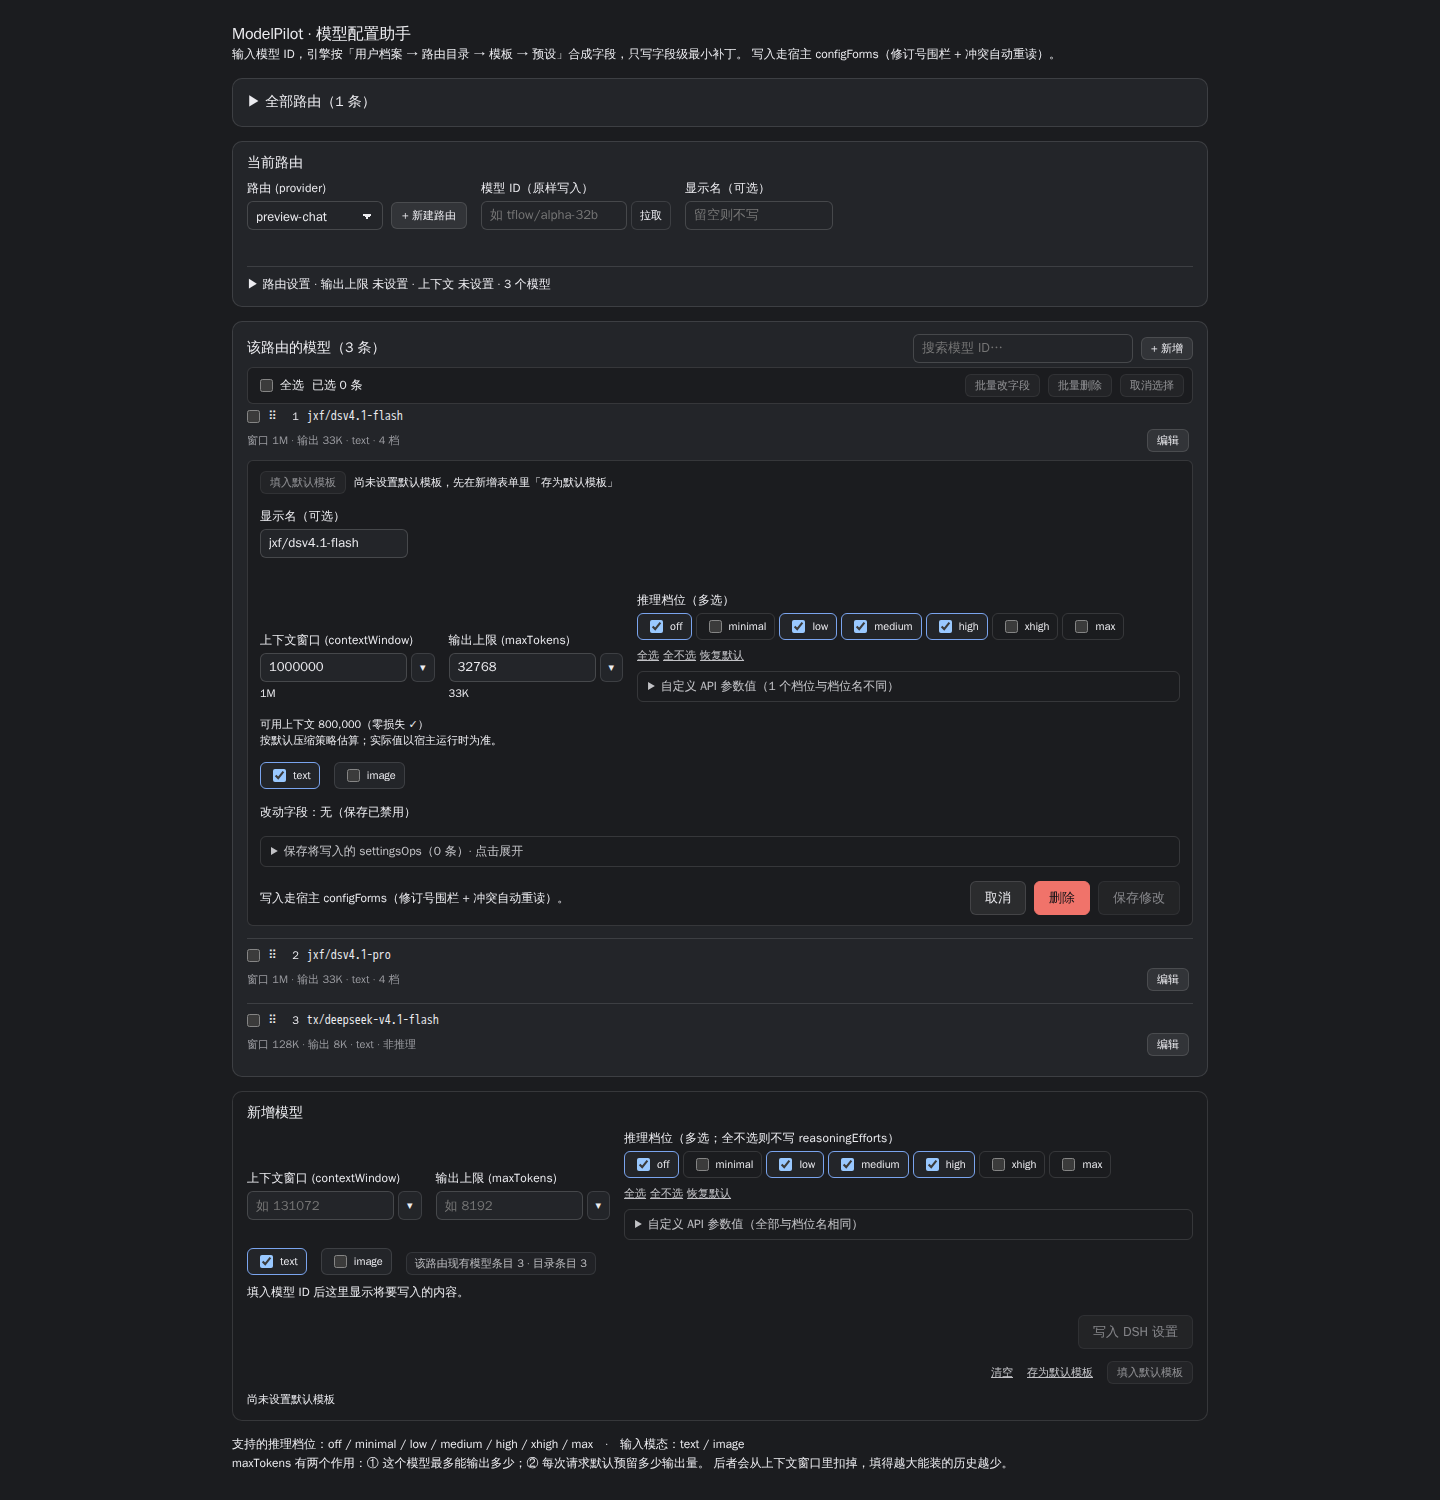 ModelPilot · 模型配置助手
输入模型 ID，引擎按「用户档案 → 路由目录 → 模板 → 预设」合成字段，只写字段级最小补丁。 写入走宿主 configForms（修订号围栏 + 冲突自动重读）。
▶ 全部路由（1 条）
当前路由
路由 (provider) 模型 ID（原样写入） 显示名（可选）
preview-chat + 新建路由 如 tflow/alpha-32b 拉取 留空则不写
▶ 路由设置 · 输出上限 未设置 · 上下文 未设置 · 3 个模型
该路由的模型（3 条） 搜索模型 ID… + 新增
全选 已选 0 条 批量改字段 批量删除 取消选择
1 jxf/dsv4.1-flash
窗口 1M · 输出 33K · text · 4 档 编辑
填入默认模板 尚未设置默认模板，先在新增表单里「存为默认模板」
显示名（可选）
jxf/dsv4.1-flash
推理档位（多选）
off minimal low medium high xhigh max
上下文窗口 (contextWindow) 输出上限 (maxTokens)
全选 全不选 恢复默认
1000000 ▾ 32768 ▾
▶ 自定义 API 参数值（1 个档位与档位名不同）
1M 33K
可用上下文 800,000（零损失 ✓）
按默认压缩策略估算；实际值以宿主运行时为准。
text image
改动字段：无（保存已禁用）
▶ 保存将写入的 settingsOps（0 条）· 点击展开
写入走宿主 configForms（修订号围栏 + 冲突自动重读）。 取消 删除 保存修改
2 jxf/dsv4.1-pro
窗口 1M · 输出 33K · text · 4 档 编辑
3 tx/deepseek-v4.1-flash
窗口 128K · 输出 8K · text · 非推理 编辑
新增模型
推理档位（多选；全不选则不写 reasoningEfforts）
off minimal low medium high xhigh max
上下文窗口 (contextWindow) 输出上限 (maxTokens)
全选 全不选 恢复默认
如 131072 ▾ 如 8192 ▾
▶ 自定义 API 参数值（全部与档位名相同）
text image 该路由现有模型条目 3 · 目录条目 3
填入模型 ID 后这里显示将要写入的内容。
写入 DSH 设置
清空 存为默认模板 填入默认模板
尚未设置默认模板
支持的推理档位：off / minimal / low / medium / high / xhigh / max · 输入模态：text / image
maxTokens 有两个作用：① 这个模型最多能输出多少；② 每次请求默认预留多少输出量。 后者会从上下文窗口里扣掉，填得越大能装的历史越少。